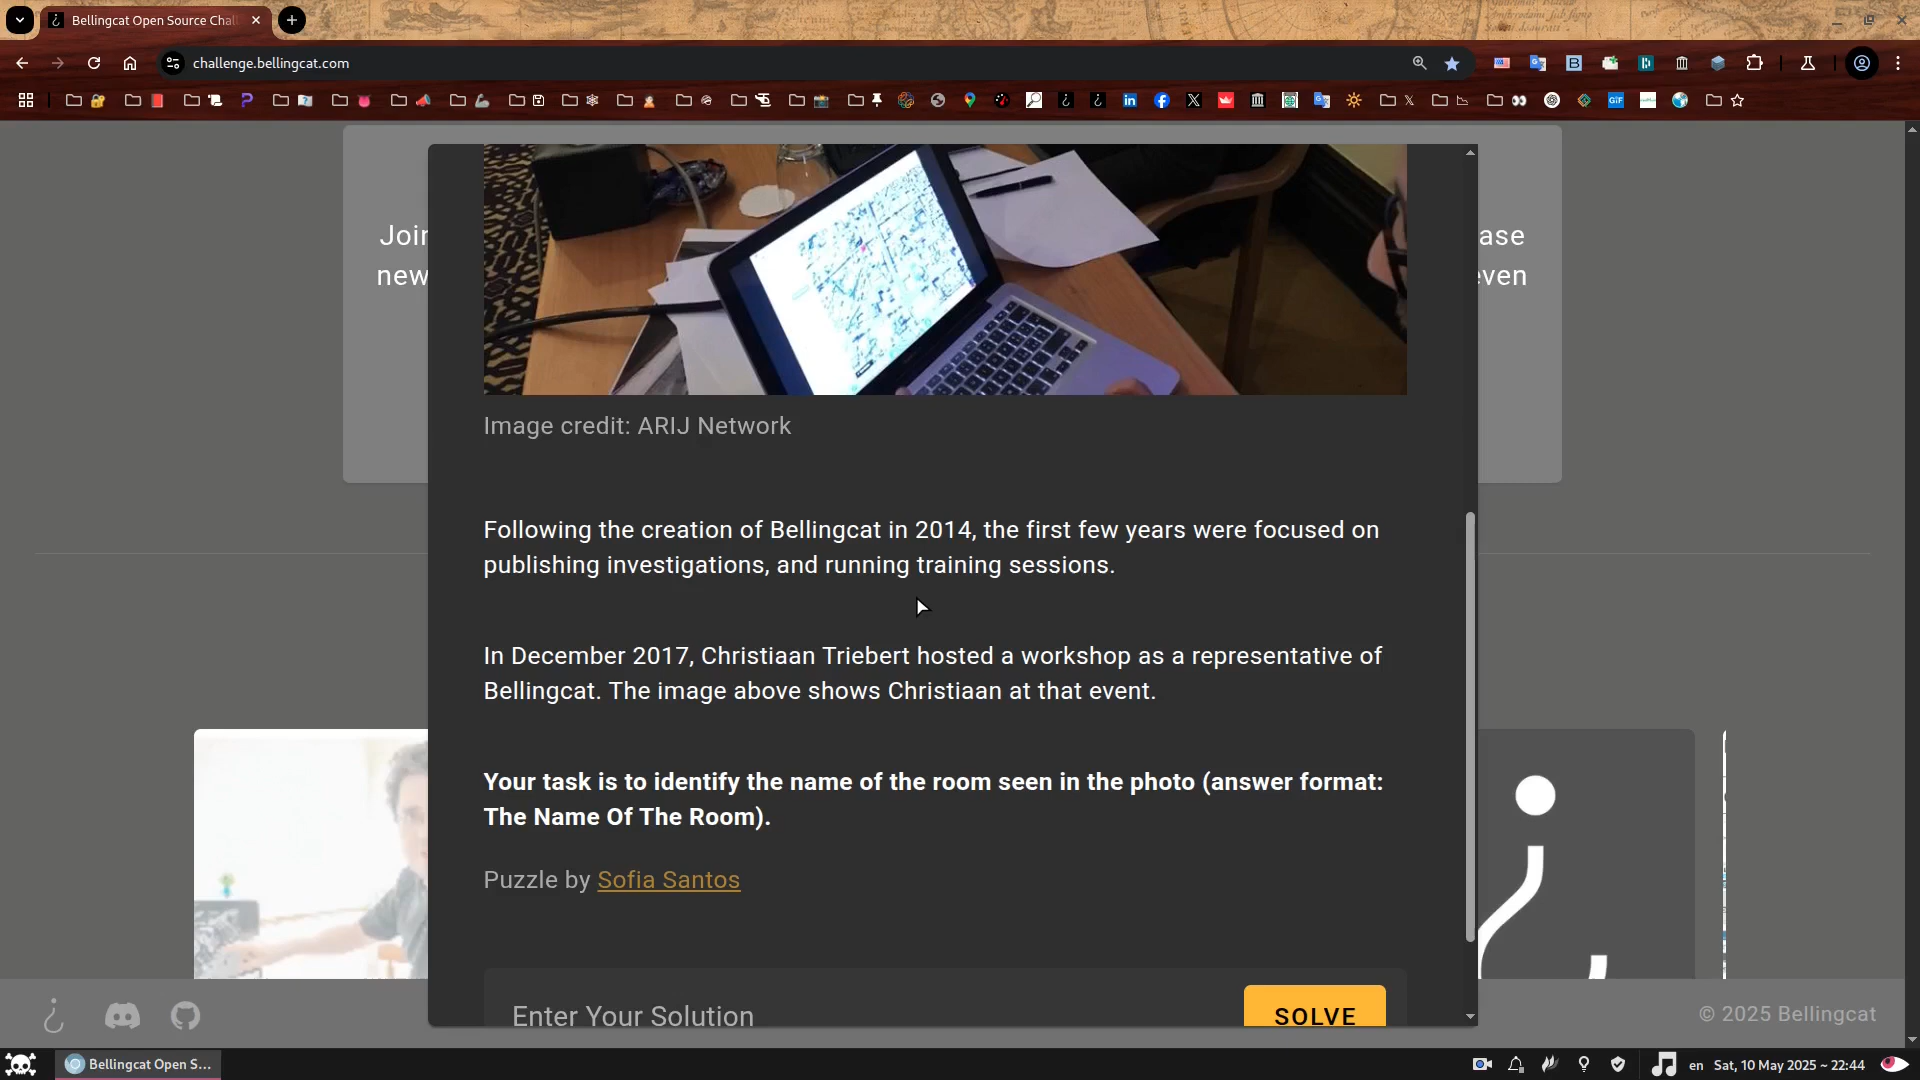 Bellingcat Open Source Chal
challenge.bellingcat.com
Join
ase
new
even
Image credit: ARIJ Network
Following the creation of Bellingcat in 2014, the first few years were focused on
publishing investigations, and running training sessions.
In December 2017, Christiaan Triebert hosted a workshop as a representative of
Bellingcat. The image above shows Christiaan at that event.
Your task is to identify the name of the room seen in the photo (answer format:
The Name Of The Room).
Puzzle by Sofia Santos
Enter Your Solution
SOLVE
© 2025 Bellingcat
Bellingcat Open S...
en
Sat, 10 May 2025 ~ 22:44